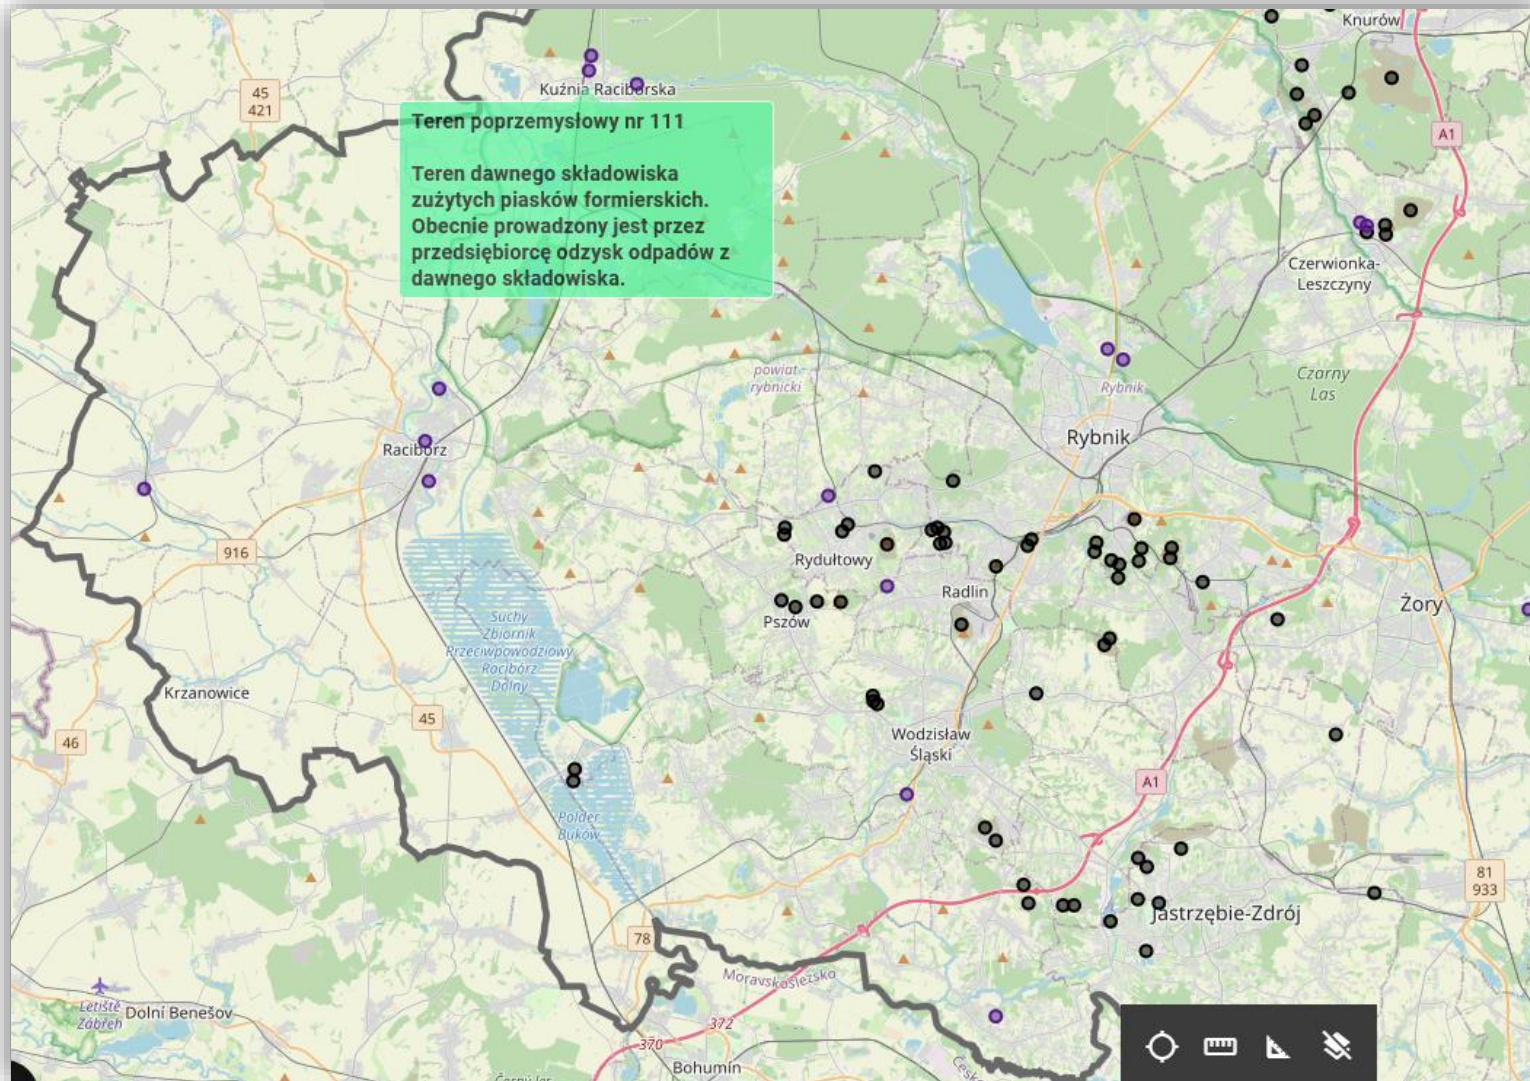 Knurów
Kuźnia Raciborska
45
421
Teren poprzemysłowy nr 111
Teren dawnego składowiska
zużytych piasków formierskich.
Obecnie prowadzony jest przez
przedsiębiorcę odzysk odpadów z
dawnego składowiska.
A1
Czerwionka-
Leszczyny
powiat
rybnicki
Rybnik
Czarny
Las
Racibórz
Rybnik
916
Rydułtowy
Radlin
Żory
Pszów
Suchy
Zbiornik
Przeciwpowodziowy
Racibórz
Dolny
Krzanowice
45
46
Wodzisław
Śląski
A1
Polder
Buków
81
933
Jastrzębie-Zdrój
78
Moravskoslezsko
Letiště
Zábřeh
Dolní Benešov
372
370
Bohumín